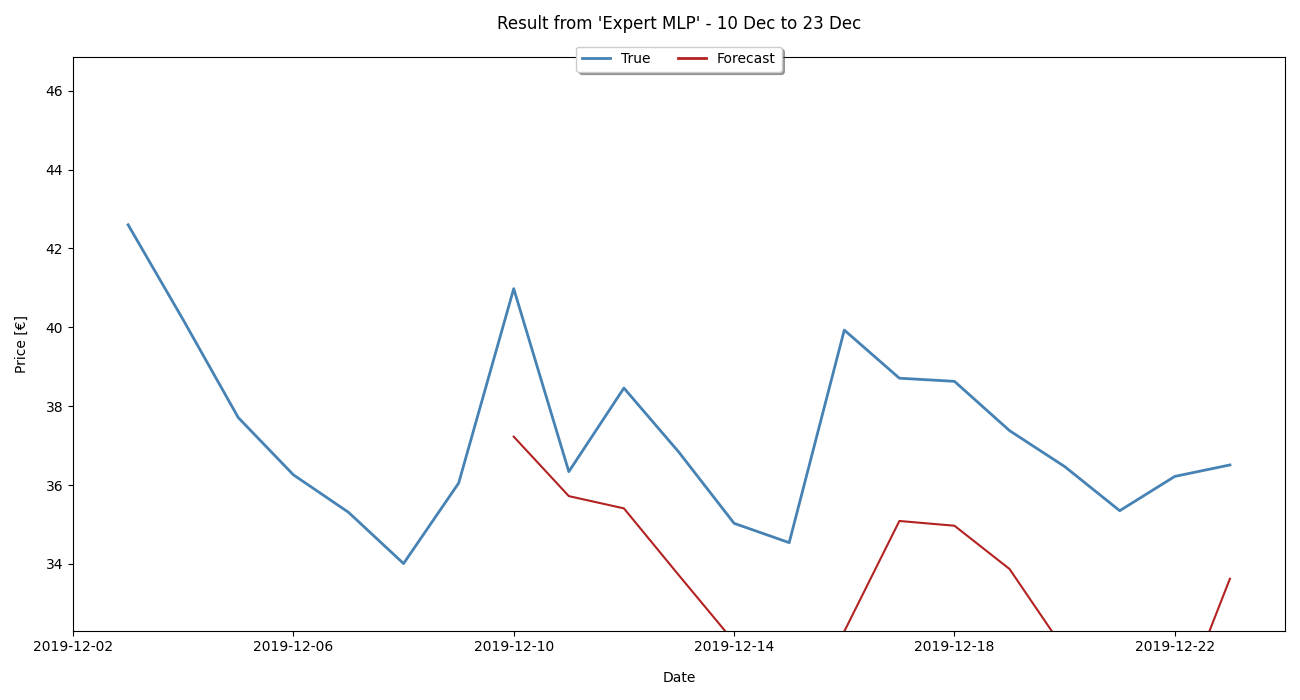 Result from 'Expert MLP' - 10 Dec to 23 Dec
True Forecast
46
44
42
40
38
36
34
Price [€]
2019-12-02 2019-12-06 2019-12-10 2019-12-14 2019-12-18 2019-12-22
Date